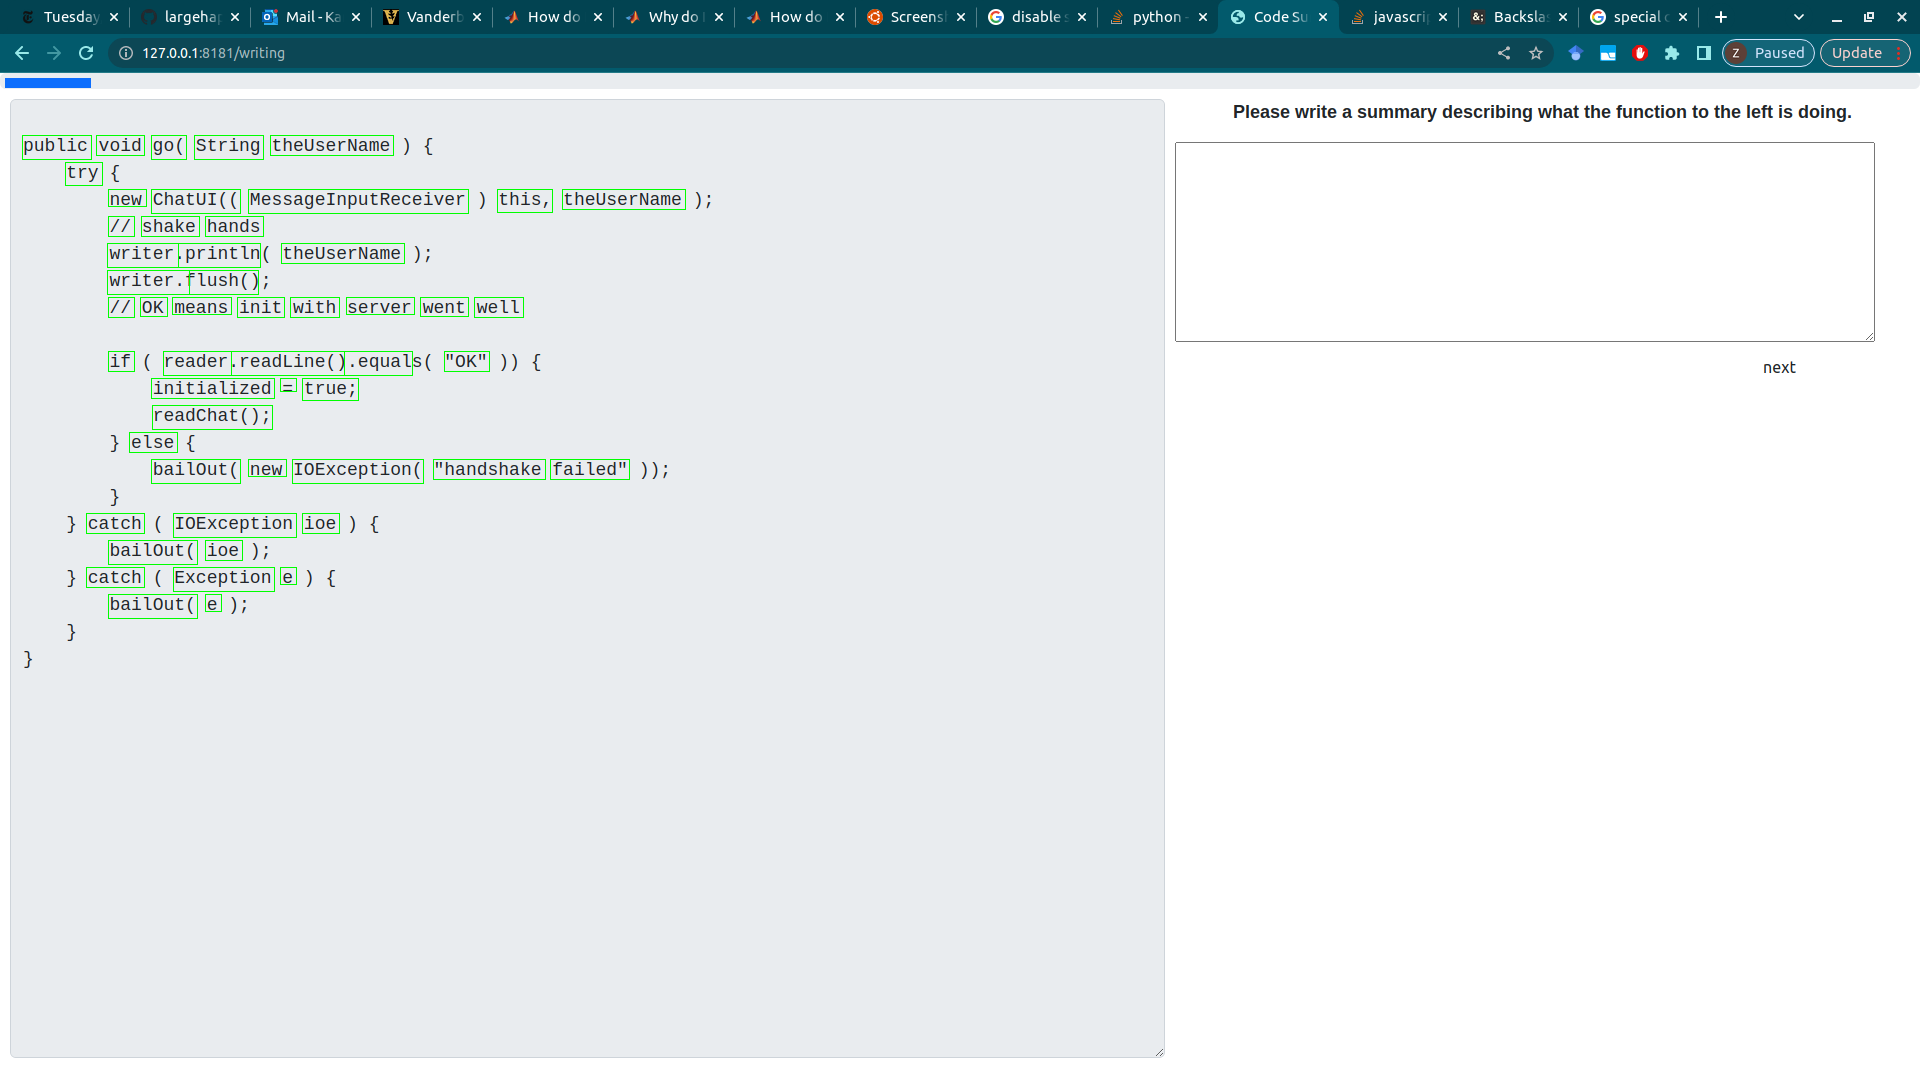 Tuesday
largeha
Mail - Ka
Vanderb
How do
Why do
How do
Screensh
disable s
python -
Code Su
javascrip
Backslas
special c
127.0.0.1:8181/writing
Z Paused
Update
Please write a summary describing what the function to the left is doing.
public void go( String theUserName ) {
try {
new ChatUI(( MessageInputReceiver ) this, theUserName );
// shake hands
writer.println( theUserName );
writer.flush();
// OK means init with server went well
if ( reader.readLine().equals( "OK" )) {
initialized = true;
readChat();
} else {
bailOut( new IOException( "handshake failed" ));
}
} catch ( IOException ioe ) {
bailOut( ioe );
} catch ( Exception e ) {
bailOut( e );
}
}
next